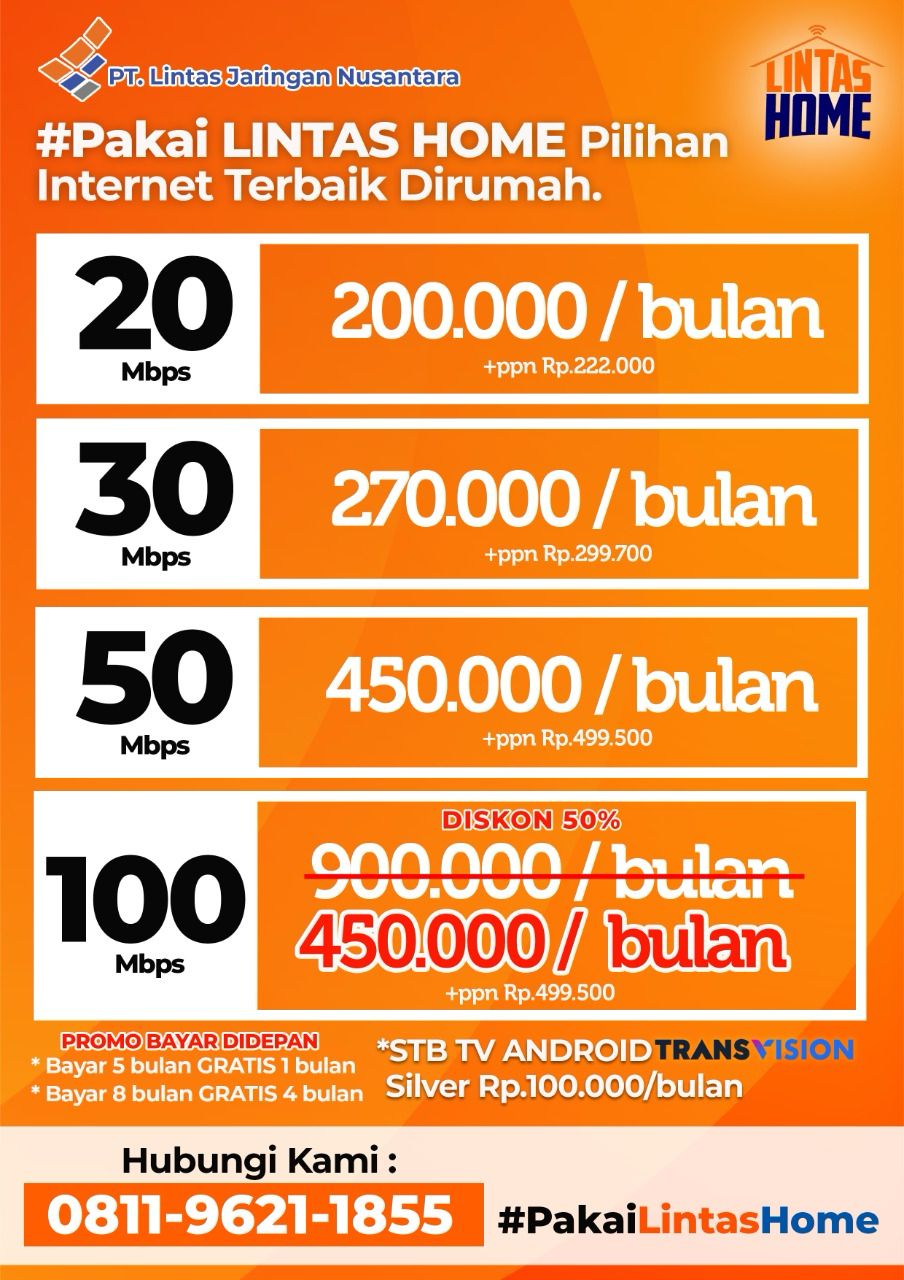 PT. Lintas Jaringan Nusantara
LINTAS
HOME
#Pakai LINTAS HOME Pilihan
Internet Terbaik Dirumah.
20
Mbps
200.000 / bulan
+ppn Rp.222.000
30
Mbps
270.000 / bulan
+ppn Rp.299.700
50
Mbps
450.000 / bulan
+ppn Rp.499.500
100
Mbps
DISKON 50%
900.000 / bulan
450.000 / bulan
+ppn Rp.499.500
PROMO BAYAR DIDEPAN
* Bayar 5 bulan GRATIS 1 bulan
* Bayar 8 bulan GRATIS 4 bulan
*STB TV ANDROID TRANSVISION
Silver Rp.100.000/bulan
Hubungi Kami :
0811-9621-1855
#PakaiLintasHome